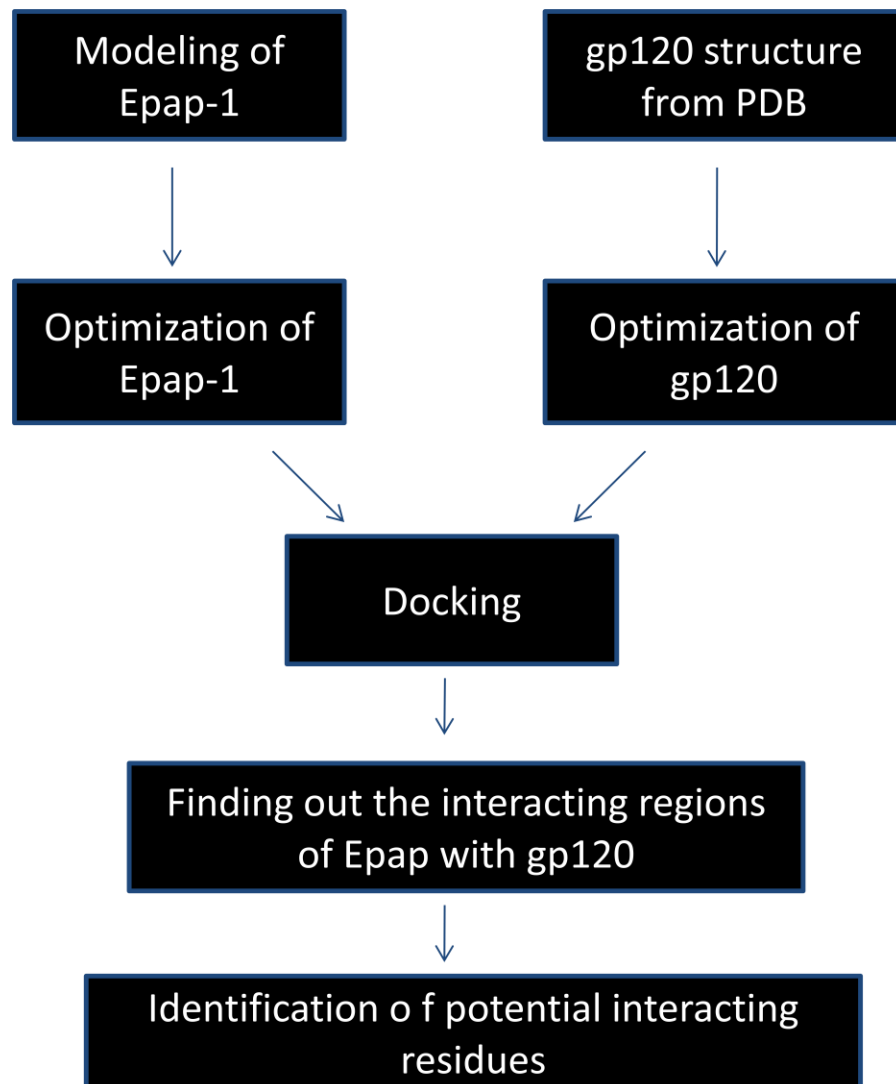 Modeling of
Epap-1
gp120 structure
from PDB
Optimization of
Epap-1
Optimization of
gp120
Docking
Finding out the interacting regions
of Epap with gp120
Identification o f potential interacting
residues